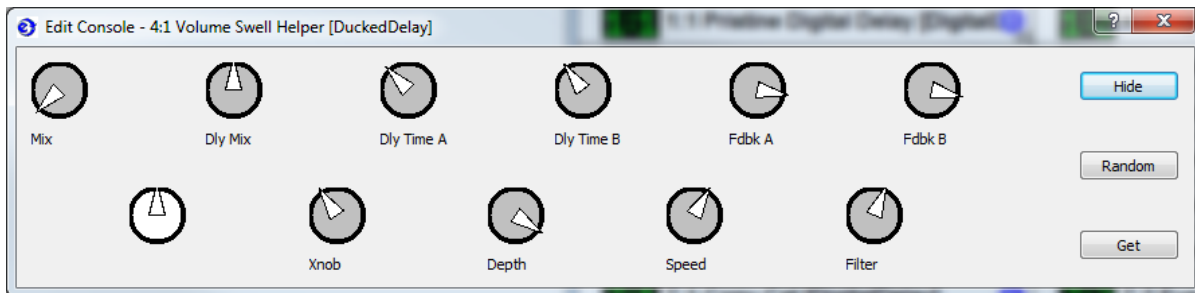 Edit Console - 4:1 Volume Swell Helper [DuckedDelay]
Mix
Dly Mix
Dly Time A
Dly Time B
Fdbk A
Fdbk B
Hide
Random
Xnob
Depth
Speed
Filter
Get